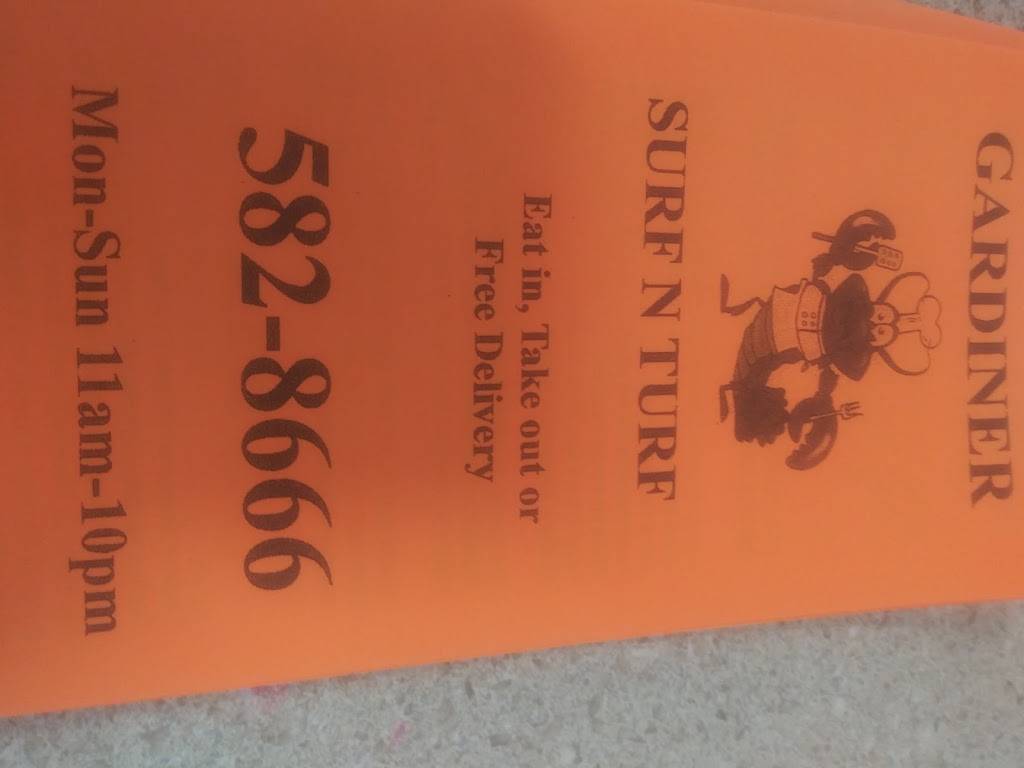 GARDINER
SURF N TURF
Eat in, Take out or
Free Delivery
582-8666
Mon-Sun 11am-10pm